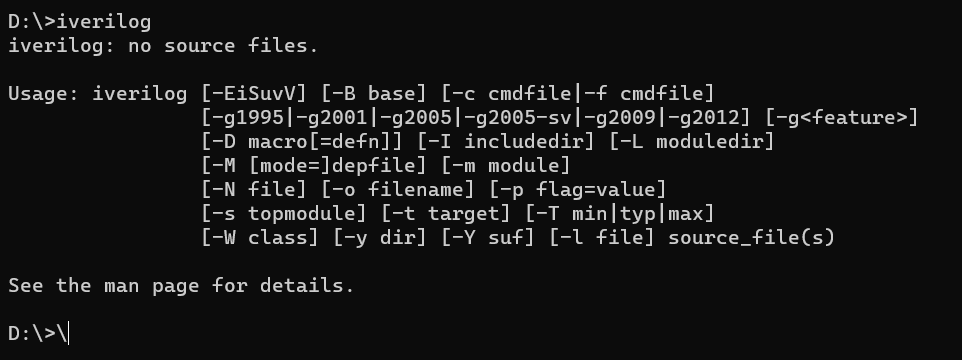 D:\>iverilog
iverilog: no source files.
Usage: iverilog [-EiSuvV] [-B base] [-c cmdfile|-f cmdfile]
[-g1995|-g2001|-g2005|-g2005-sv|-g2009|-g2012] [-g<feature>]
[-D macro[=defn]] [-I includedir] [-L moduledir]
[-M [mode=]depfile] [-m module]
[-N file] [-o filename] [-p flag=value]
[-s topmodule] [-t target] [-T min|typ|max]
[-W class] [-y dir] [-Y suf] [-l file] source_file(s)
See the man page for details.
D:\>\